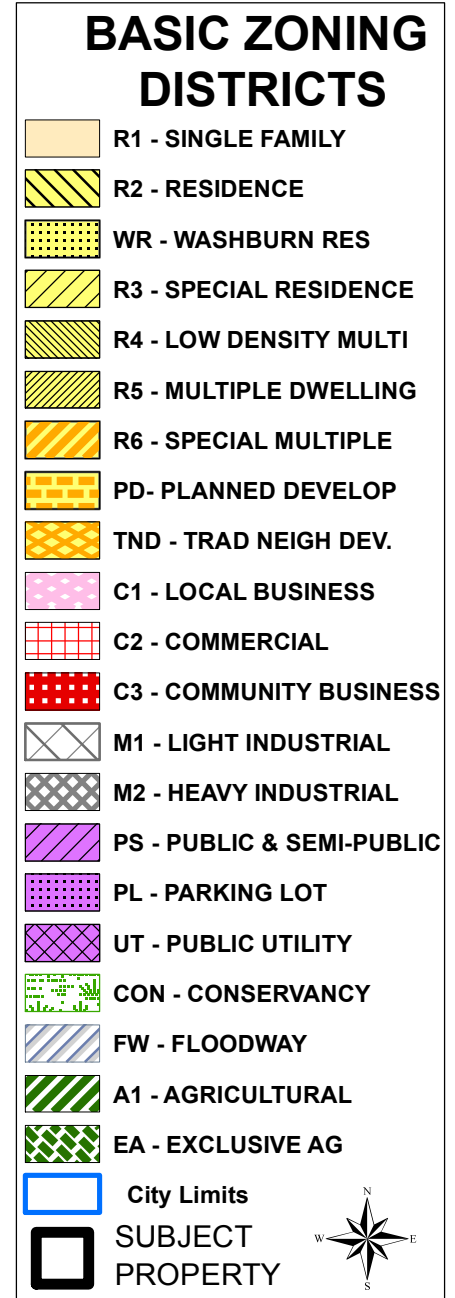 BASIC ZONING
DISTRICTS
R1 - SINGLE FAMILY
R2 - RESIDENCE
WR - WASHBURN RES
R3 - SPECIAL RESIDENCE
R4 - LOW DENSITY MULTI
R5 - MULTIPLE DWELLING
R6 - SPECIAL MULTIPLE
PD- PLANNED DEVELOP
TND - TRAD NEIGH DEV.
C1 - LOCAL BUSINESS
C2 - COMMERCIAL
C3 - COMMUNITY BUSINESS
M1 - LIGHT INDUSTRIAL
M2 - HEAVY INDUSTRIAL
PS - PUBLIC & SEMI-PUBLIC
PL - PARKING LOT
UT - PUBLIC UTILITY
CON - CONSERVANCY
FW - FLOODWAY
A1 - AGRICULTURAL
EA - EXCLUSIVE AG
City Limits
SUBJECT
PROPERTY
N
W E
S